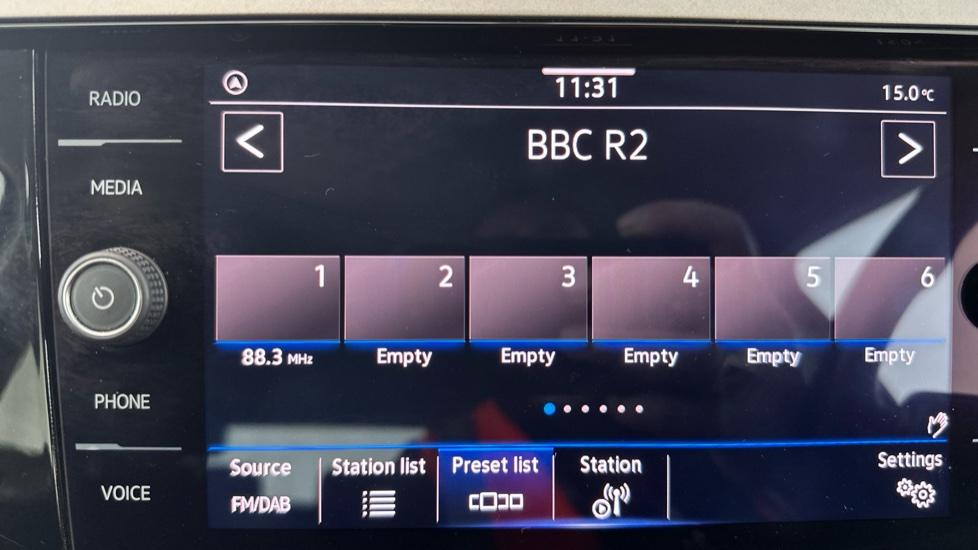 RADIO
MEDIA
PHONE
VOICE
11:31
15.0°C
<
BBC R2
>
1 2 3 4 5 6
88.3 MHz Empty Empty Empty Empty Empty
Source Station list Preset list Station Settings
FM/DAB